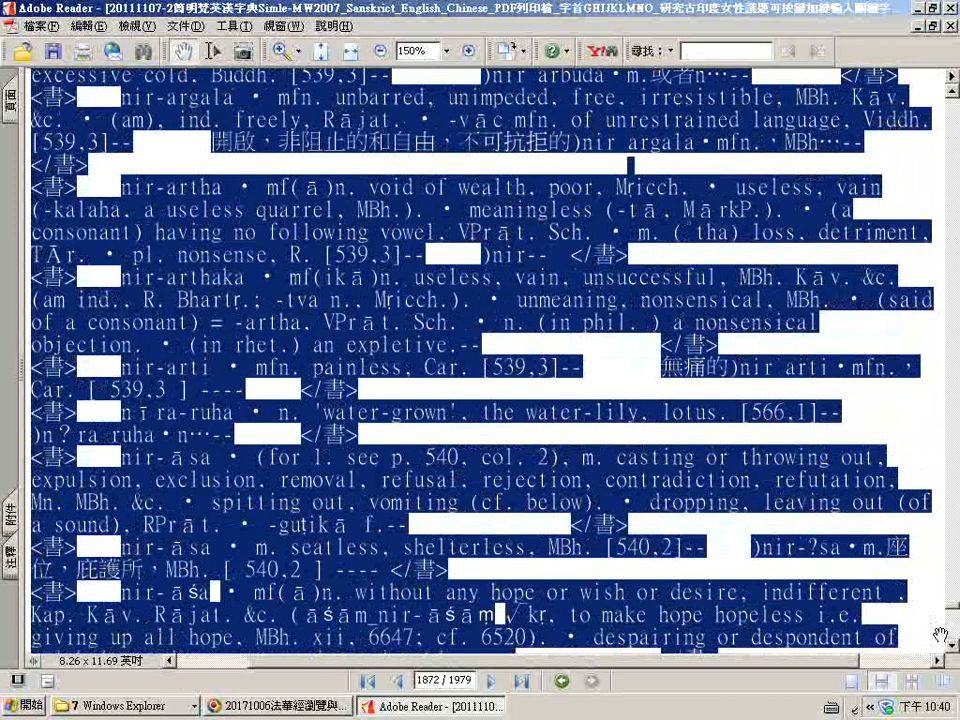 Adobe Reader - [20111107-2簡明梵英漢字典Simle-MW2007_Sanskrict_English_Chinese_PDF列印檔_字首GHIJKLMNO_研究古印度女性議題可按鍵加鍵輸入關鍵字...
檔案(F) 編輯(E) 檢視(V) 文件(D) 工具(T) 視窗(W) 說明(H)
150% 尋找：
頁面
excessive cold. Buddh. [539,3]-- )nir arbuda‧m.或者n…-- </書>
<書> nir-argala ‧ mfn. unbarred, unimpeded, free, irresistible, MBh. Kāv.
&c. ‧ (am), ind. freely, Rājat. ‧ -vāc mfn. of unrestrained language, Viddh.
[539,3]-- 開啟，非阻止的和自由，不可抗拒的)nir argala‧mfn.，MBh…--
</書>
<書> nir-artha ‧ mf(ā)n. void of wealth, poor, Mricch. ‧ useless, vain
(-kalaha, a useless quarrel, MBh.). ‧ meaningless (-tā, MārkP.). ‧ (a
consonant) having no following vowel, VPrāt. Sch. ‧ m. ( tha) loss, detriment,
TĀr. ‧ pl. nonsense, R. [539,3]-- )nir-- </書>
<書> nir-arthaka ‧ mf(ikā)n. useless, vain, unsuccessful, MBh. Kāv. &c.
(am ind., R. Bhartṛ.; -tva n., Mṛicch.). ‧ unmeaning, nonsensical, MBh. ‧ (said
of a consonant) = -artha, VPrāt. Sch. ‧ n. (in phil. ) a nonsensical
objection. ‧ (in rhet.) an expletive.-- </書>
<書> nir-arti ‧ mfn. painless, Car. [539,3]-- 無痛的)nir arti‧mfn.，
Car. [ 539,3 ] ---- </書>
<書> nīra-ruha ‧ n. 'water-grown', the water-lily, lotus. [566,1]--
)n？ra ruha‧n…-- </書>
<書> nir-āsa ‧ (for 1. see p. 540, col. 2), m. casting or throwing out,
expulsion, exclusion, removal, refusal, rejection, contradiction, refutation,
Mn. MBh. &c. ‧ spitting out, vomiting (cf. below). ‧ dropping, leaving out (of
a sound), RPrāt. ‧ -guṭikā f.-- </書>
附件
<書> nir-āsa ‧ m. seatless, shelterless, MBh. [540,2]-- )nir-?sa‧m.座
注釋
位，庇護所，MBh. [ 540,2 ] ---- </書>
<書> nir-āśa ‧ mf(ā)n. without any hope or wish or desire, indifferent ,
Kap. Kāv. Rājat. &c. (āśām_nir-āśāṃ √kṛ, to make hope hopeless i.e.
giving up all hope. MBh. xii, 6647; cf. 6520). ‧ despairing or despondent of
8.26 x 11.69 英吋
1872 / 1979
開始 7 Windows Explorer 20171006法華經瀏覽與... Adobe Reader - [2011110... 下午 10:40